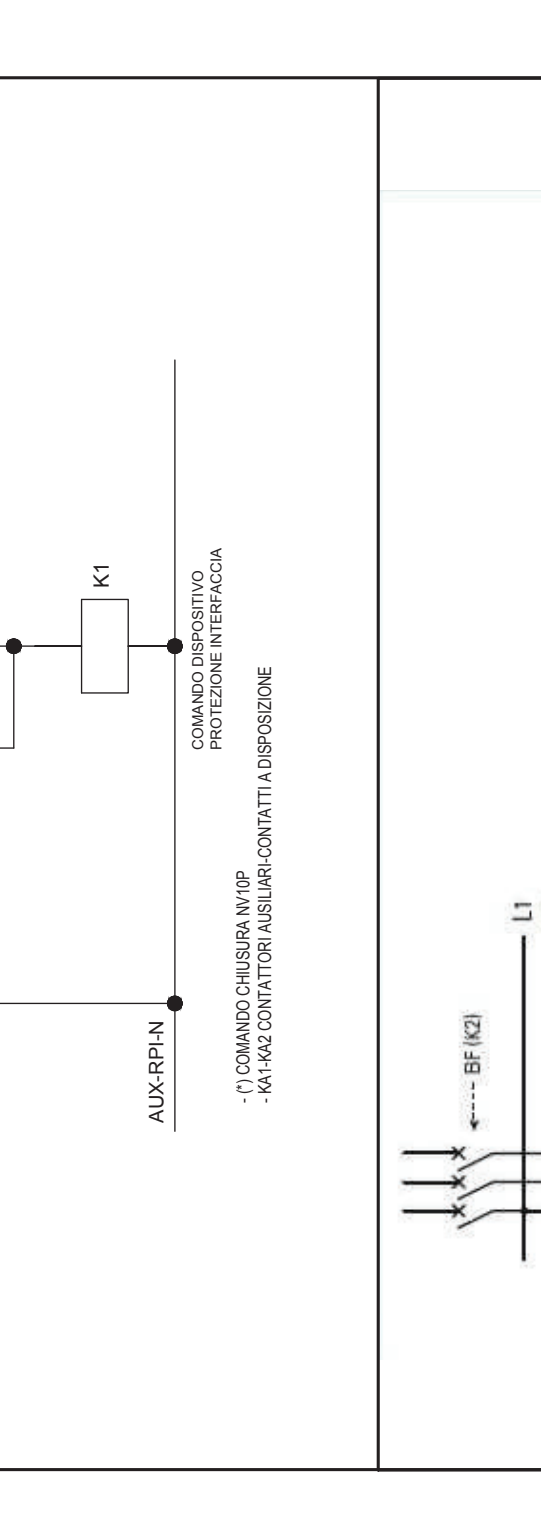 K1
COMANDO DISPOSITIVO
PROTEZIONE INTERFACCIA
AUX-RPI-N
- (*) COMANDO CHIUSURA NV10P
- KA1-KA2 CONTATTORI AUSILIARI-CONTATTI A DISPOSIZIONE
L1
BF (K2)